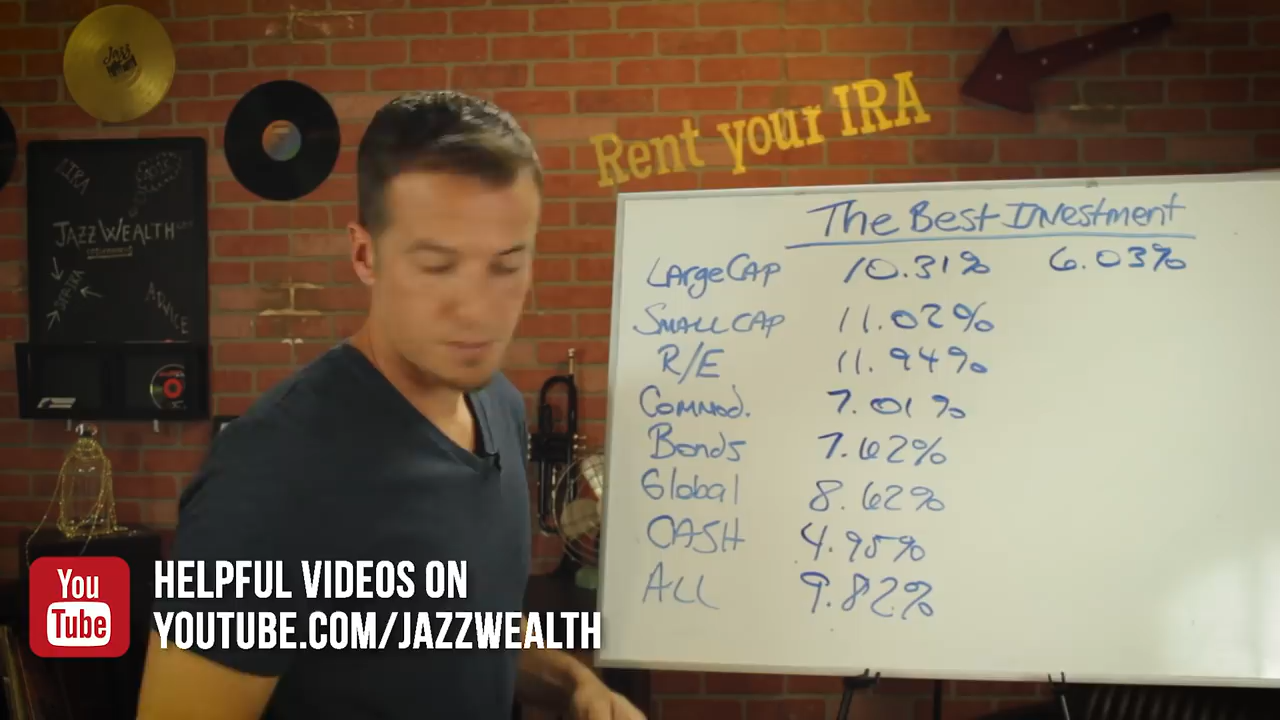 Jazz
Rent your IRA
IRA
JAZZWEALTH
ADVICE
The Best Investment
LargeCap 10.31% 6.03%
SmallCap 11.02%
R/E 11.94%
Commod. 7.01%
Bonds 7.62%
Global 8.62%
CASH 4.95%
ALL 9.82%
You
Tube
HELPFUL VIDEOS ON
YOUTUBE.COM/JAZZWEALTH